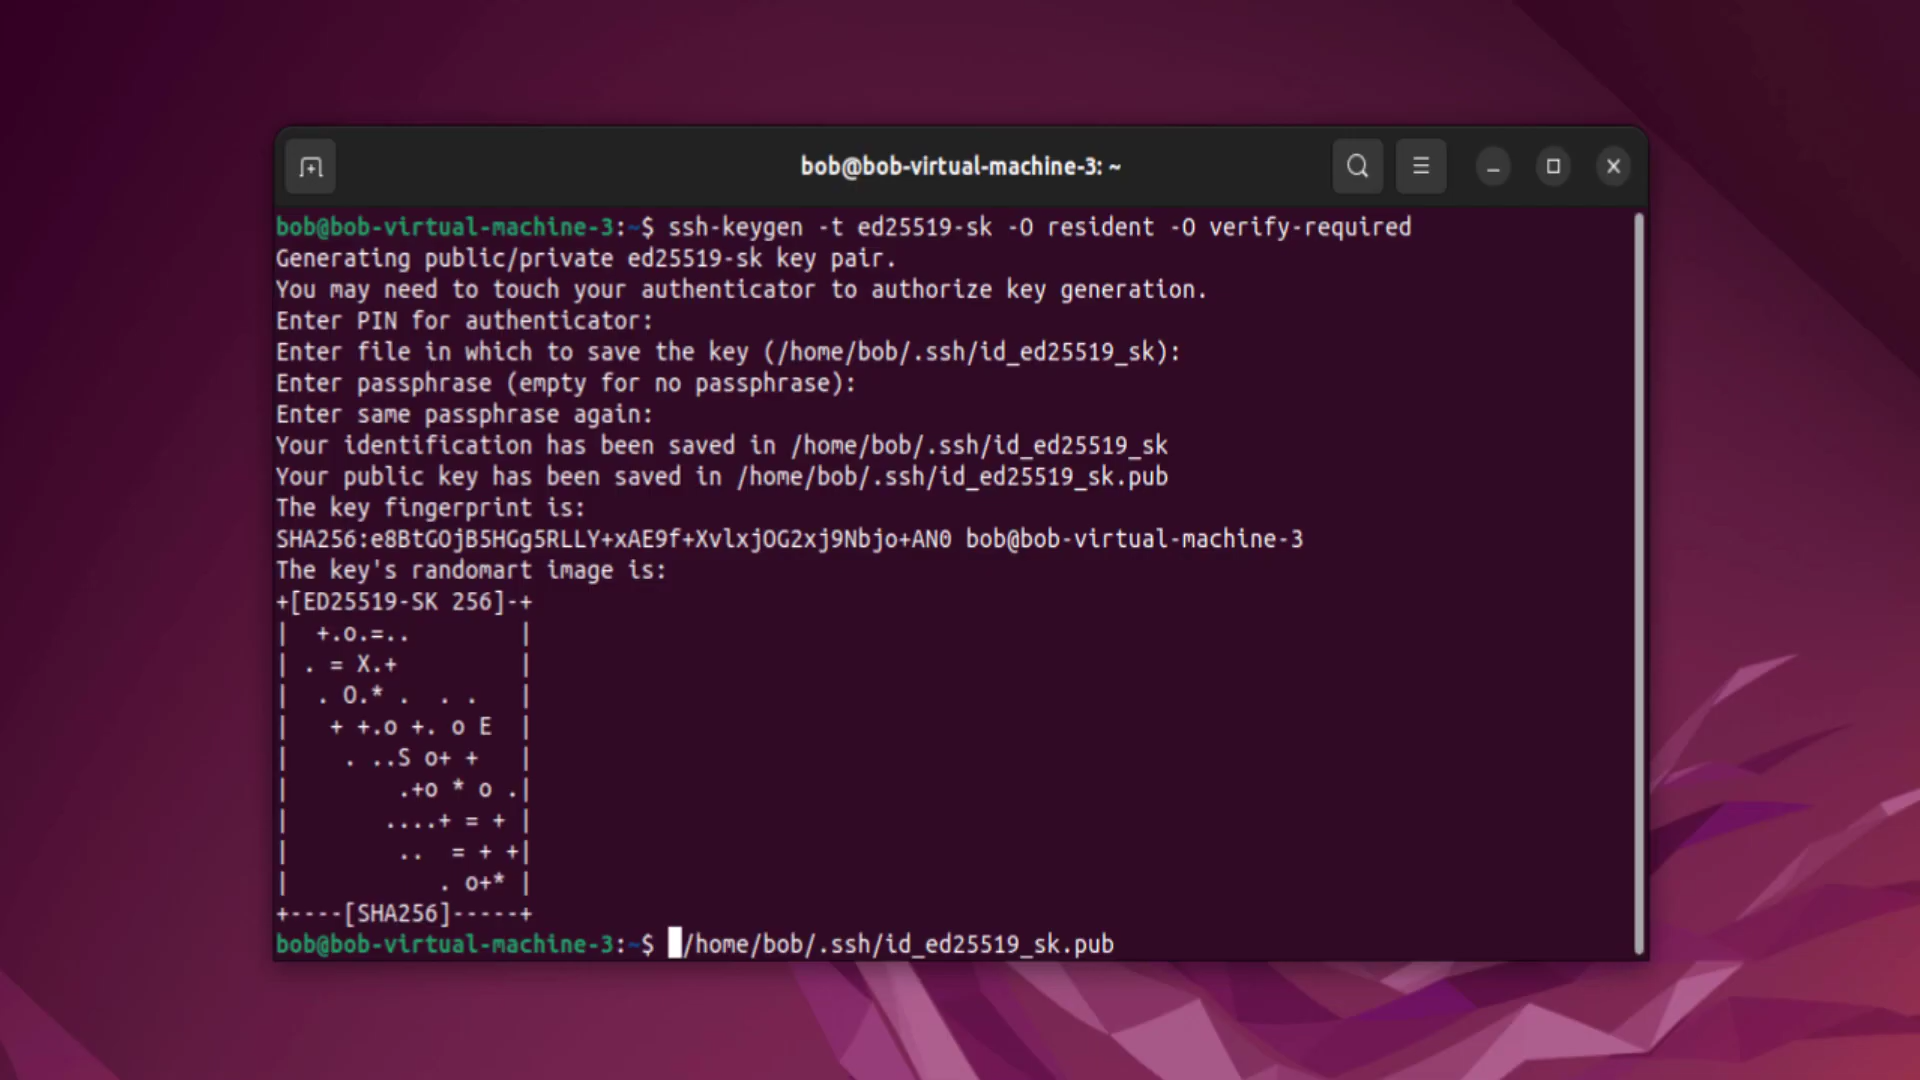 bob@bob-virtual-machine-3: ~
bob@bob-virtual-machine-3:~$ ssh-keygen -t ed25519-sk -O resident -O verify-required
Generating public/private ed25519-sk key pair.
You may need to touch your authenticator to authorize key generation.
Enter PIN for authenticator:
Enter file in which to save the key (/home/bob/.ssh/id_ed25519_sk):
Enter passphrase (empty for no passphrase):
Enter same passphrase again:
Your identification has been saved in /home/bob/.ssh/id_ed25519_sk
Your public key has been saved in /home/bob/.ssh/id_ed25519_sk.pub
The key fingerprint is:
SHA256:e8BtGOjB5HGg5RLLY+xAE9f+XvlxjOG2xj9Nbjo+AN0 bob@bob-virtual-machine-3
The key's randomart image is:
+[ED25519-SK 256]-+
|  +.o.=..        |
| . = X.+         |
|  . O.* .  . .   |
|   + +.o +. o E  |
|    . ..S o+ +   |
|        .+o * o .|
|       ....+ = + |
|        ..  = + +|
|           . o+* |
+----[SHA256]-----+
bob@bob-virtual-machine-3:~$ /home/bob/.ssh/id_ed25519_sk.pub